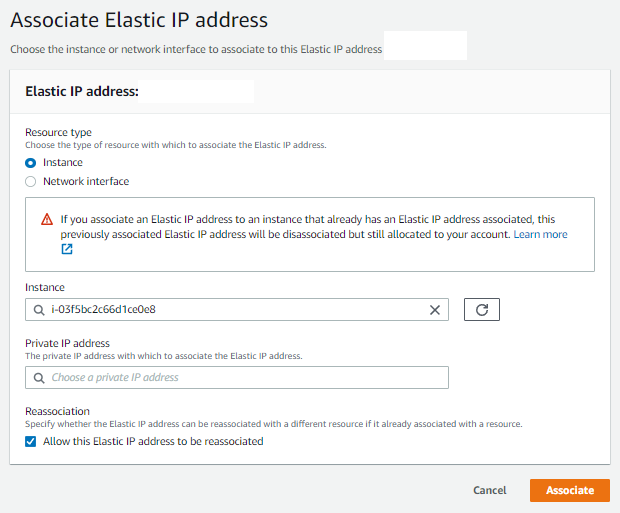 Associate Elastic IP address
Choose the instance or network interface to associate to this Elastic IP address
Elastic IP address:
Resource type
Choose the type of resource with which to associate the Elastic IP address.
Instance
Network interface
If you associate an Elastic IP address to an instance that already has an Elastic IP address associated, this
previously associated Elastic IP address will be disassociated but still allocated to your account. Learn more
Instance
i-03f5bc2c66d1ce0e8
Private IP address
The private IP address with which to associate the Elastic IP address.
Choose a private IP address
Reassociation
Specify whether the Elastic IP address can be reassociated with a different resource if it already associated with a resource.
Allow this Elastic IP address to be reassociated
Cancel
Associate